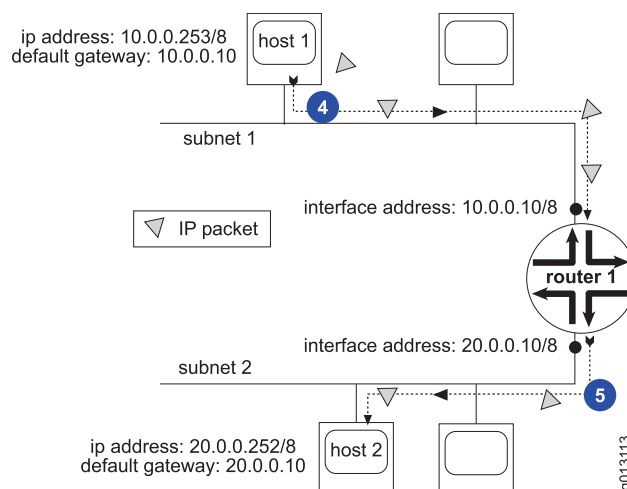 ip address: 10.0.0.253/8
default gateway: 10.0.0.10
host 1
4
subnet 1
interface address: 10.0.0.10/8
IP packet
router 1
interface address: 20.0.0.10/8
subnet 2
5
ip address: 20.0.0.252/8
default gateway: 20.0.0.10
host 2
g013113